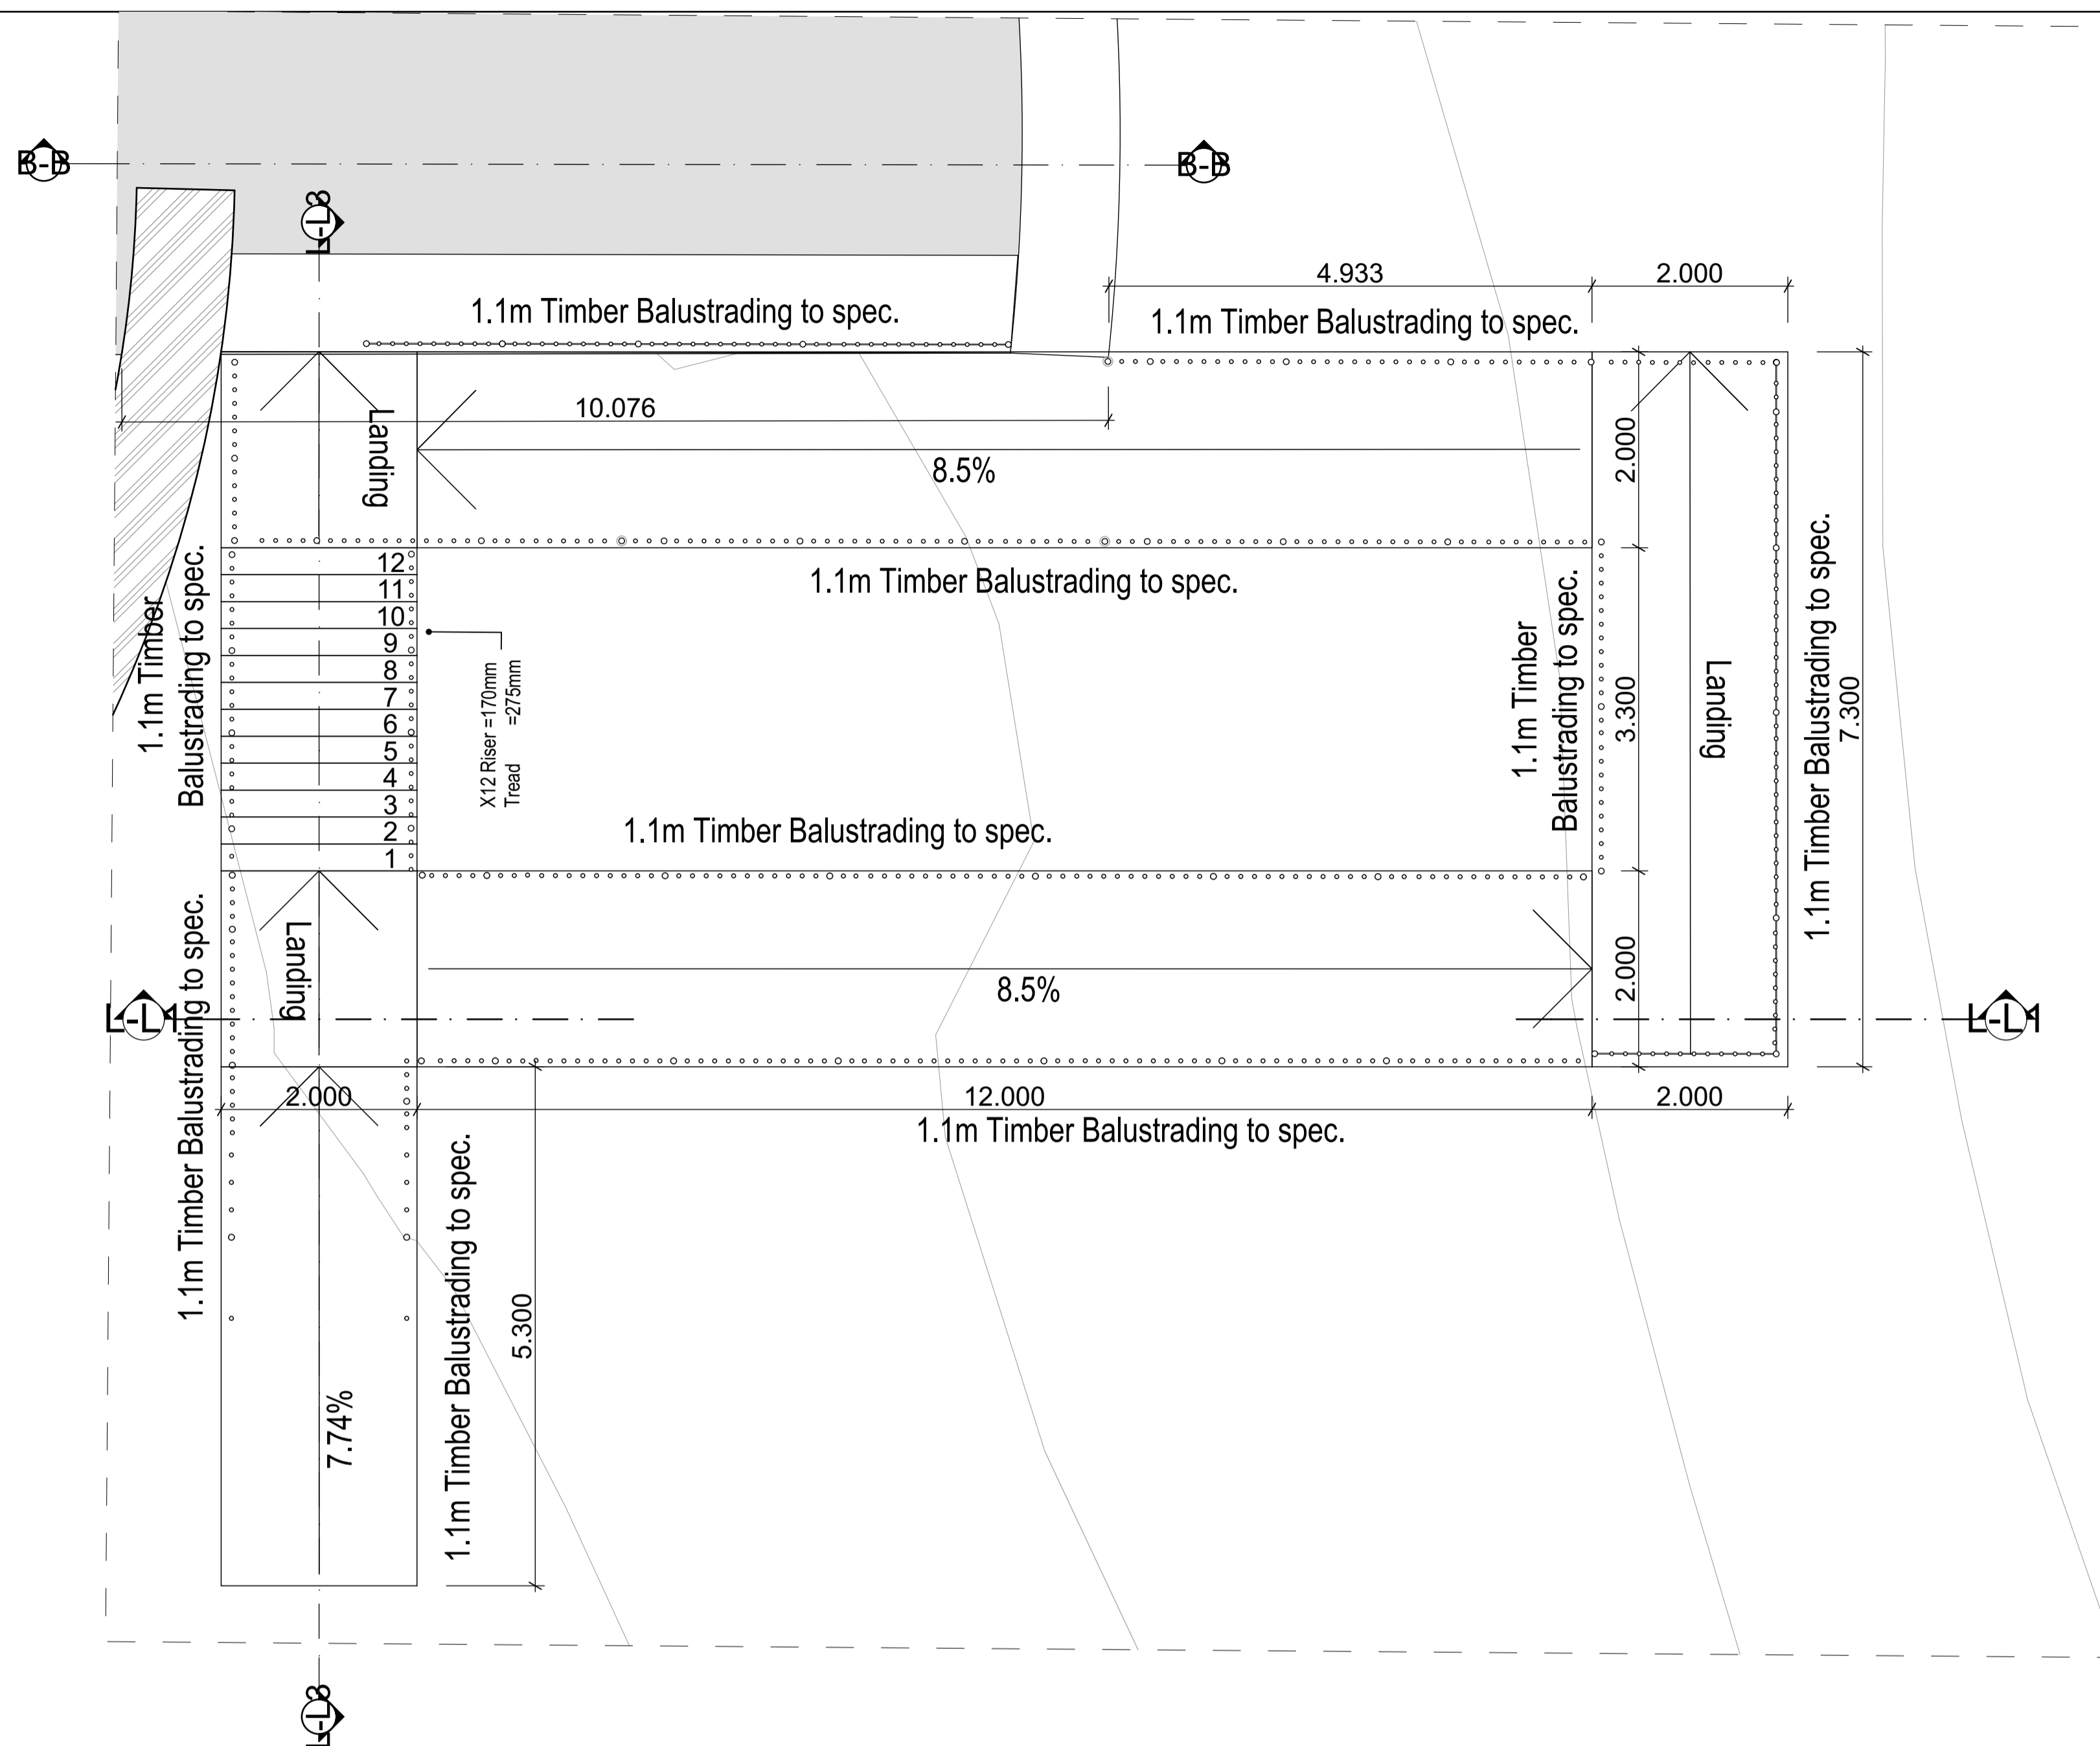 B-B
B-B
L-L3
4.933
2.000
1.1m Timber Balustrading to spec.
1.1m Timber Balustrading to spec.
10.076
Landing
8.5%
2.000
12
11
10
9
8
7
6
5
4
3
2
1
1.1m Timber
Balustrading to spec.
X12 Riser =170mm
Tread =275mm
1.1m Timber Balustrading to spec.
1.1m Timber Balustrading to spec.
1.1m Timber
Balustrading to spec.
3.300
Landing
1.1m Timber Balustrading to spec.
7.300
1.1m Timber Balustrading to spec.
Landing
8.5%
2.000
L-L1
L-L1
2.000
12.000
2.000
1.1m Timber Balustrading to spec.
1.1m Timber Balustrading to spec.
5.300
7.74%
L-L3